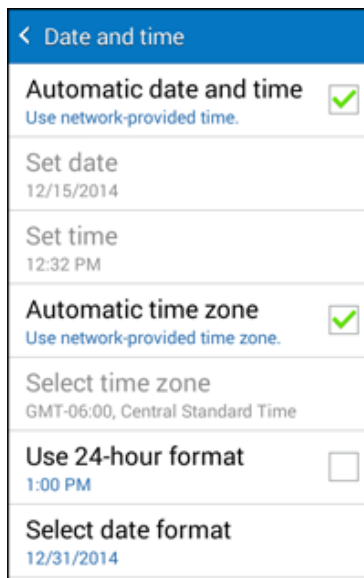 Date and time
Automatic date and time
Use network-provided time.
Set date
12/15/2014
Set time
12:32 PM
Automatic time zone
Use network-provided time zone.
Select time zone
GMT-06:00, Central Standard Time
Use 24-hour format
1:00 PM
Select date format
12/31/2014